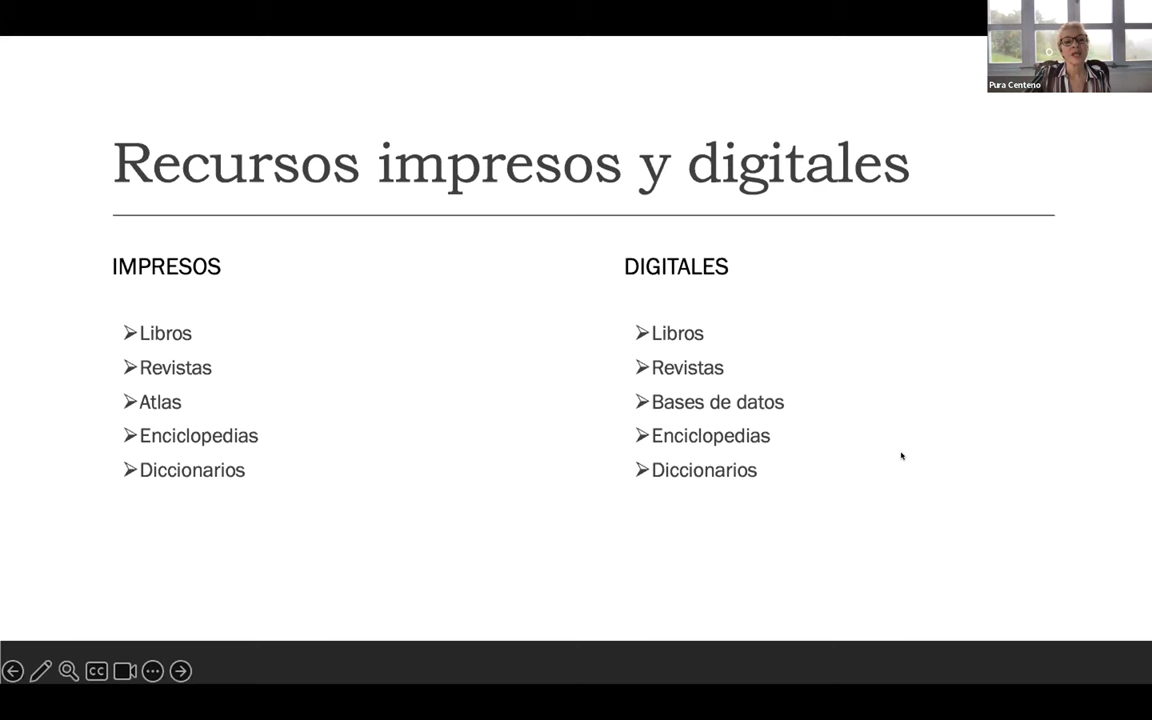 Pura Centeno
Recursos impresos y digitales
IMPRESOS
Libros
Revistas
Atlas
Enciclopedias
Diccionarios
DIGITALES
Libros
Revistas
Bases de datos
Enciclopedias
Diccionarios
CC